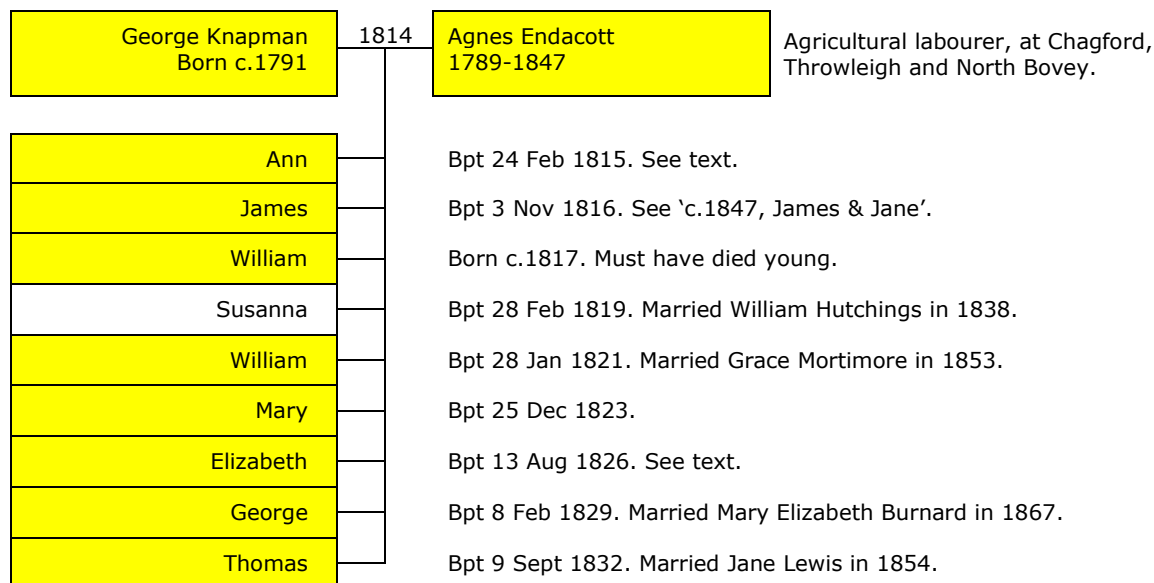 George Knapman
Born c.1791
1814
Agnes Endacott
1789-1847
Agricultural labourer, at Chagford,
Throwleigh and North Bovey.
Ann
Bpt 24 Feb 1815. See text.
James
Bpt 3 Nov 1816. See ‘c.1847, James & Jane’.
William
Born c.1817. Must have died young.
Susanna
Bpt 28 Feb 1819. Married William Hutchings in 1838.
William
Bpt 28 Jan 1821. Married Grace Mortimore in 1853.
Mary
Bpt 25 Dec 1823.
Elizabeth
Bpt 13 Aug 1826. See text.
George
Bpt 8 Feb 1829. Married Mary Elizabeth Burnard in 1867.
Thomas
Bpt 9 Sept 1832. Married Jane Lewis in 1854.